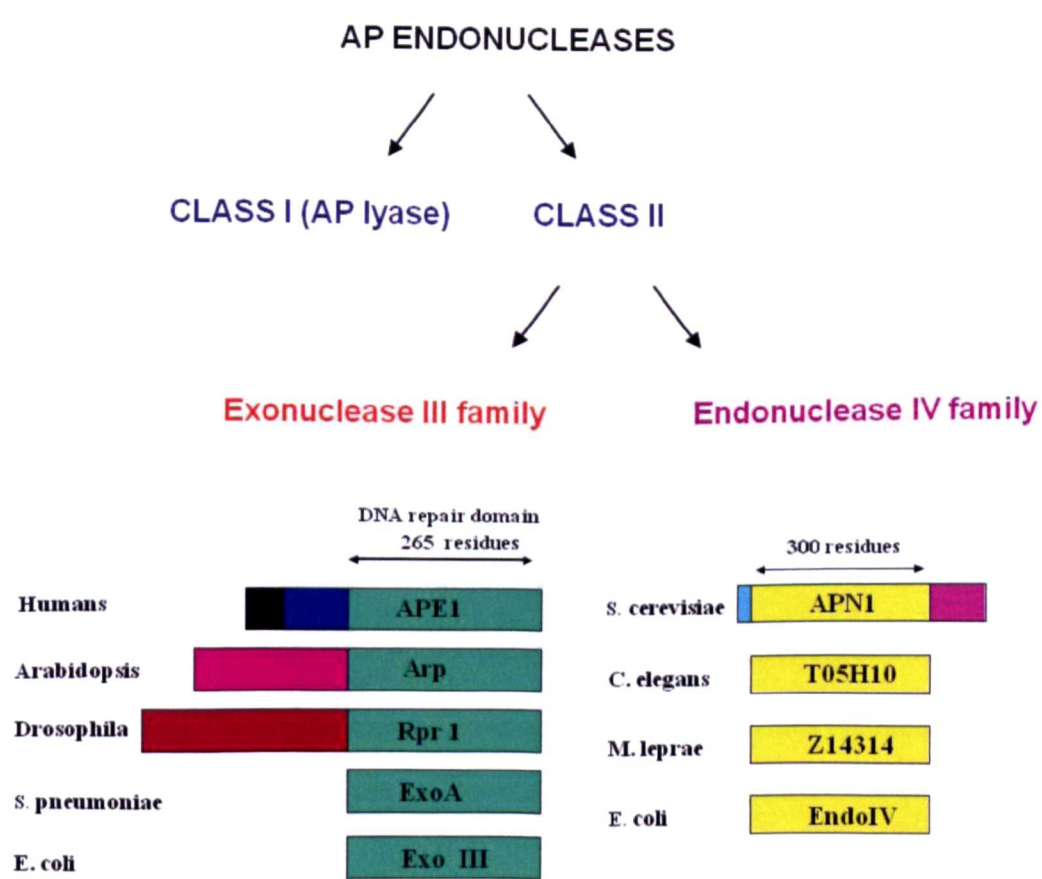 AP ENDONUCLEASES
CLASS I (AP lyase)
CLASS II
Exonuclease III family
Endonuclease IV family
DNA repair domain
265 residues
Humans
APE1
Arabidopsis
Arp
Drosophila
Rpr 1
S. pneumoniae
ExoA
E. coli
Exo III
300 residues
S. cerevisiae
APN1
C. elegans
T05H10
M. leprae
Z14314
E. coli
EndoIV